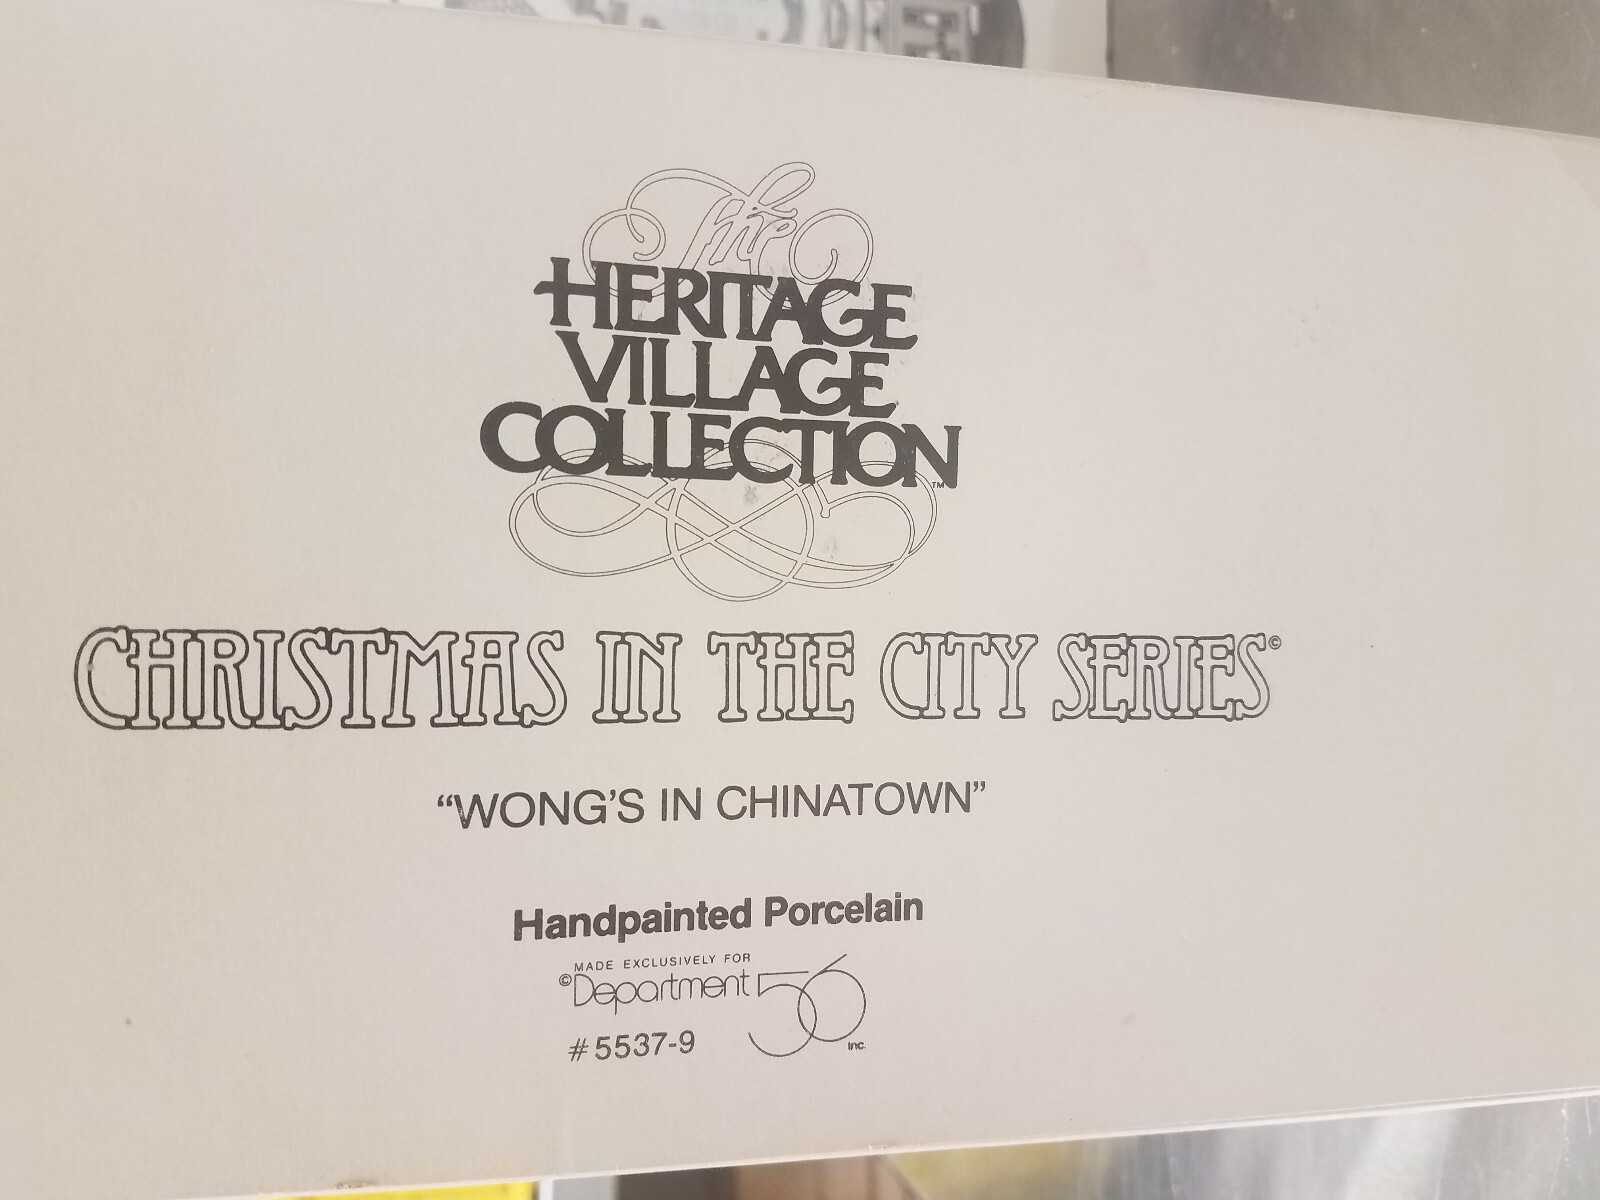 The
HERITAGE
VILLAGE
COLLECTION™
CHRISTMAS IN THE CITY SERIES©
“WONG'S IN CHINATOWN”
Handpainted Porcelain
MADE EXCLUSIVELY FOR
©Department 56 Inc.
#5537-9